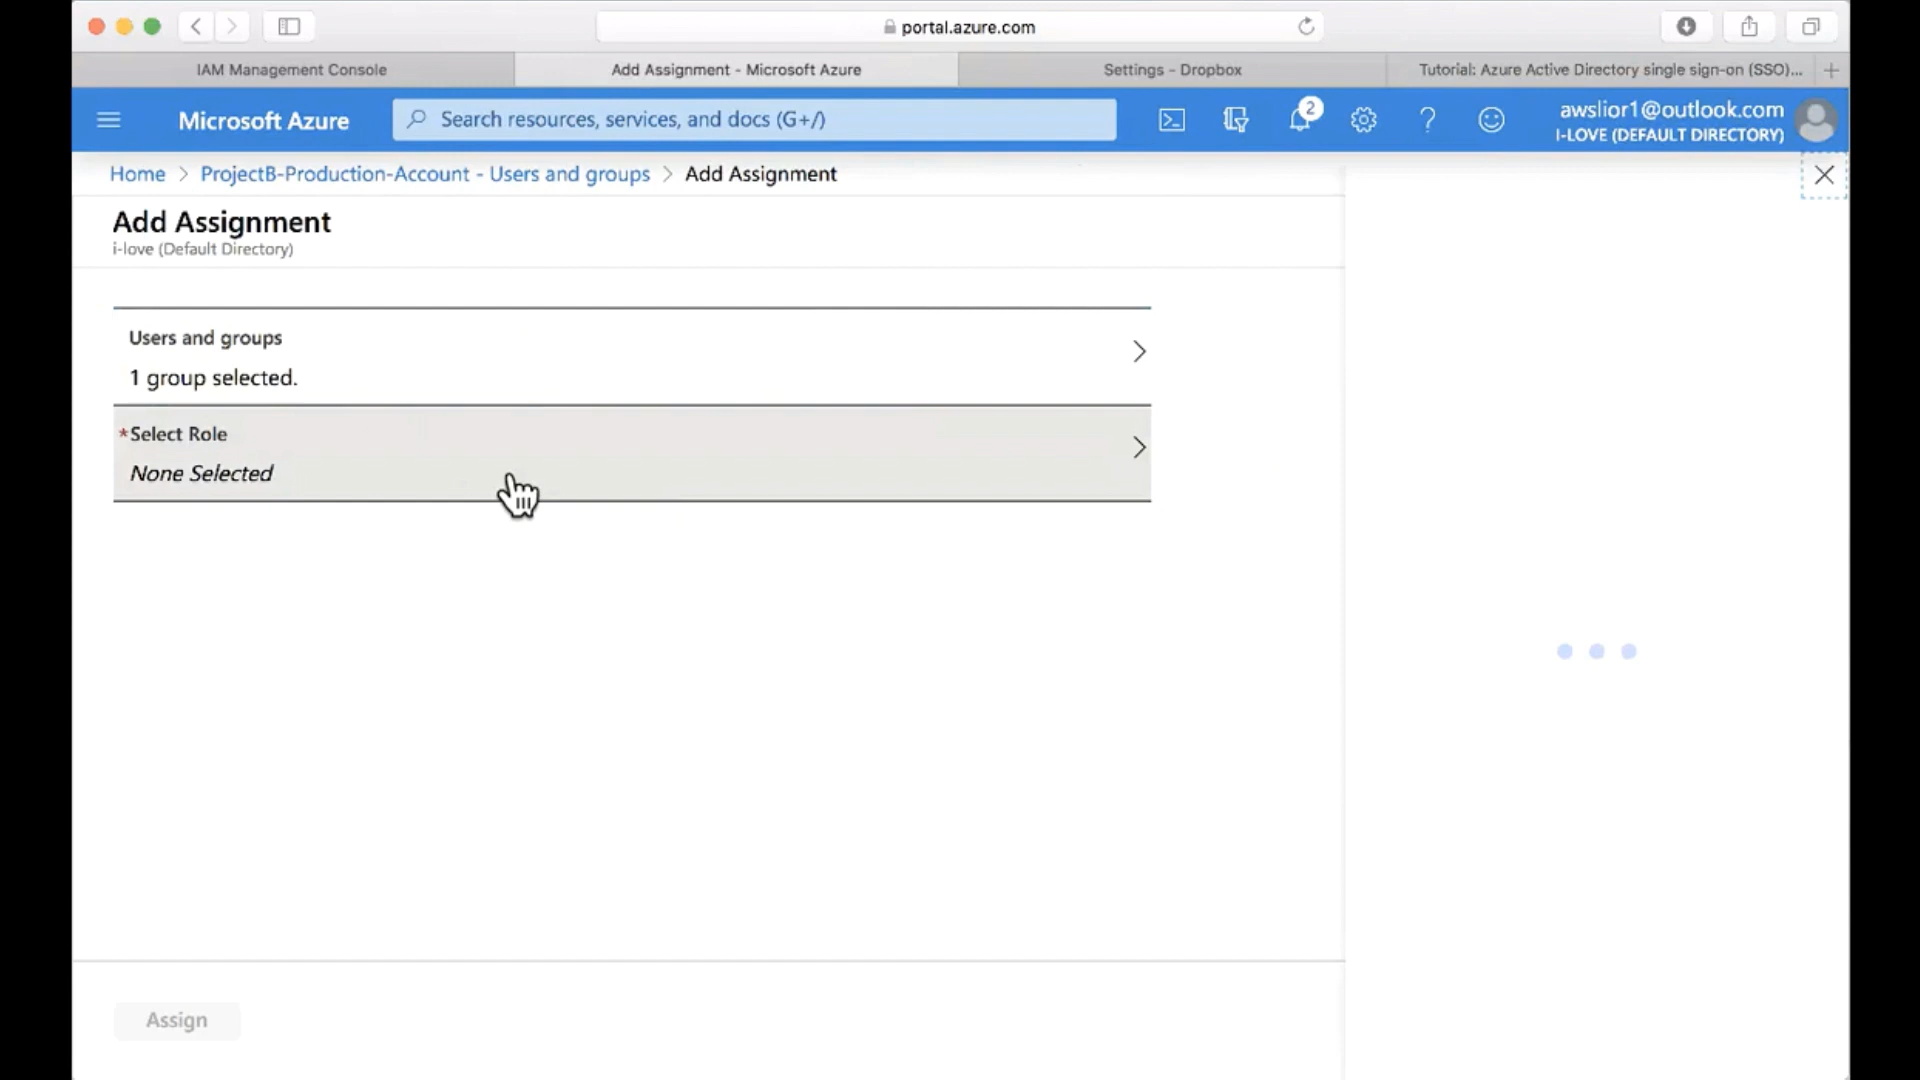 portal.azure.com
IAM Management Console
Add Assignment - Microsoft Azure
Settings - Dropbox
Tutorial: Azure Active Directory single sign-on (SSO)...
Microsoft Azure
Search resources, services, and docs (G+/)
2
awslior1@outlook.com
I-LOVE (DEFAULT DIRECTORY)
Home > ProjectB-Production-Account - Users and groups > Add Assignment
Add Assignment
i-love (Default Directory)
Users and groups
1 group selected.
*Select Role
None Selected
Assign